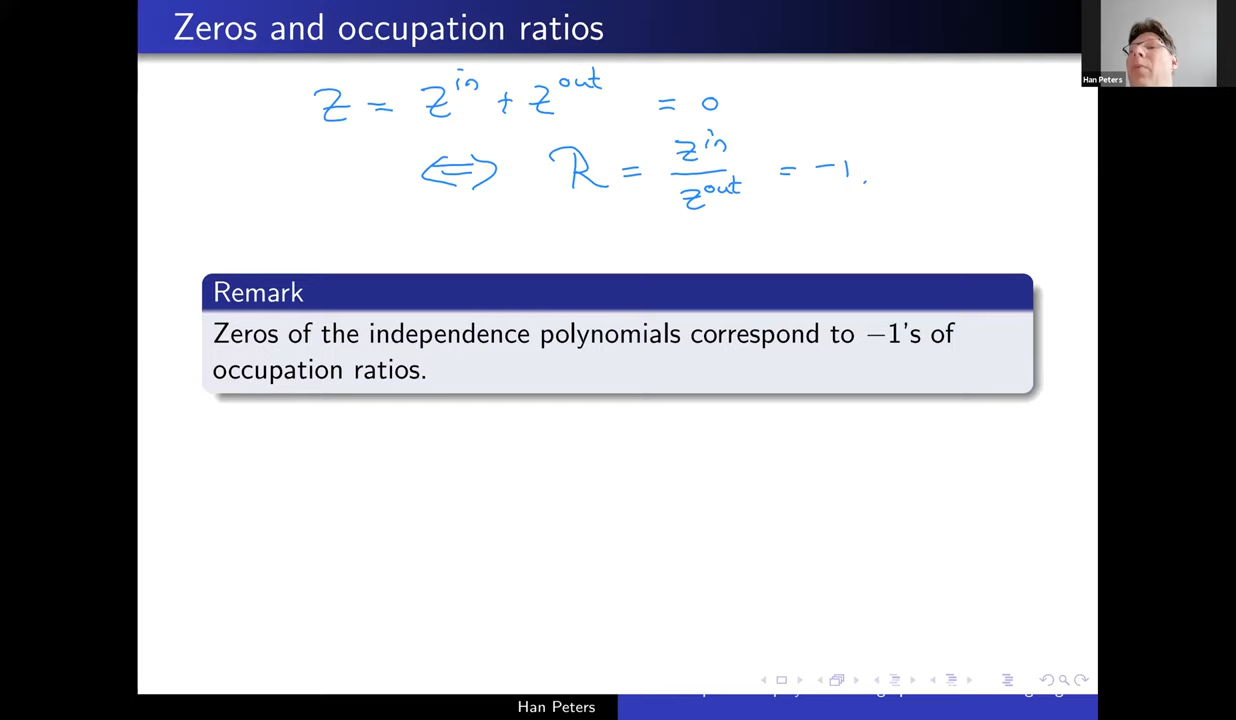 Zeros and occupation ratios
Han Peters
Z = Z^in + Z^out = 0
⟺ R = Z^in / Z^out = -1.
Remark
Zeros of the independence polynomials correspond to −1's of
occupation ratios.
Han Peters